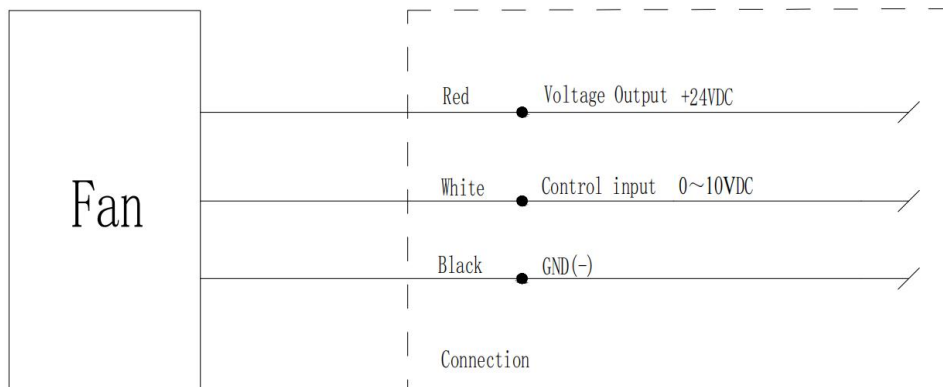 Red Voltage Output +24VDC
Fan
White Control input 0~10VDC
Black GND(-)
Connection